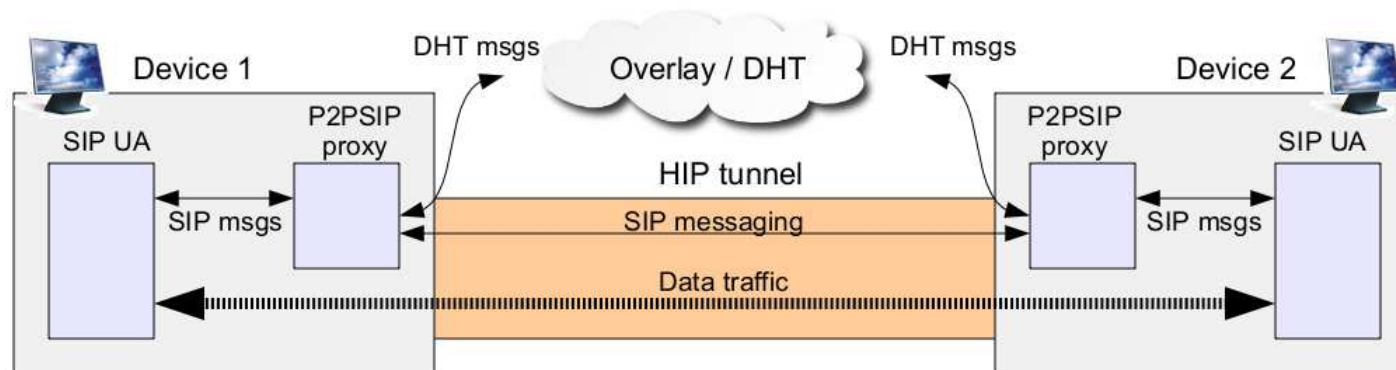 DHT msgs
Overlay / DHT
DHT msgs
Device 1
Device 2
SIP UA
P2PSIP
proxy
P2PSIP
proxy
SIP UA
HIP tunnel
SIP msgs
SIP messaging
SIP msgs
Data traffic